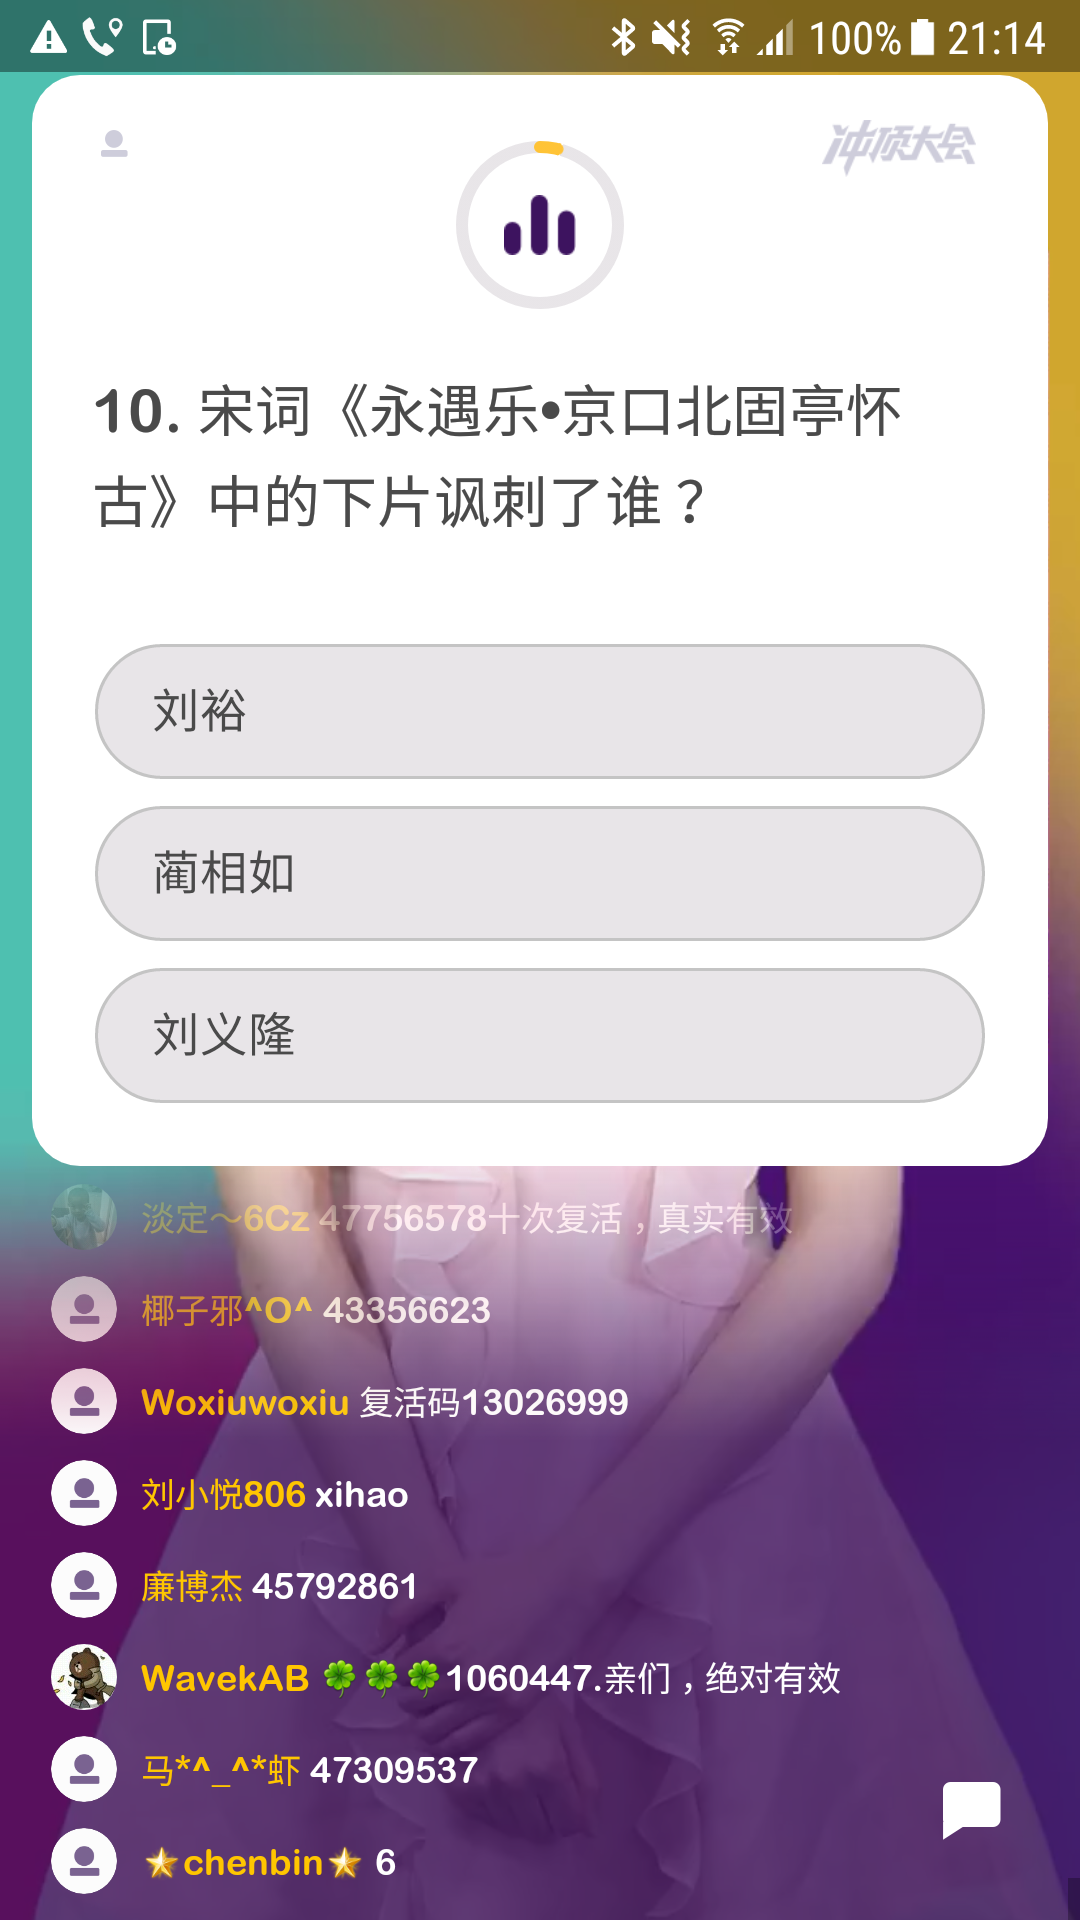 100% 21:14
冲顶大会
10. 宋词《永遇乐•京口北固亭怀
古》中的下片讽刺了谁？
刘裕
蔺相如
刘义隆
淡定～6Cz 47756578十次复活，真实有效
椰子邪^O^ 43356623
Woxiuwoxiu 复活码13026999
刘小悦806 xihao
廉博杰 45792861
WavekAB 🍀🍀🍀1060447.亲们，绝对有效
马*^_^*虾 47309537
⭐chenbin⭐ 6